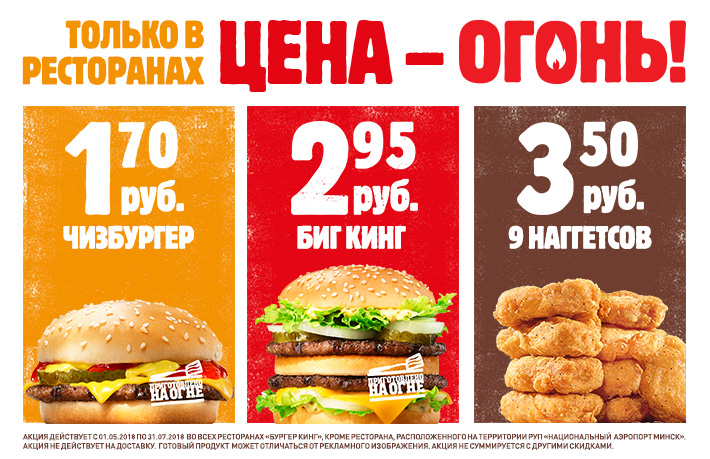 ТОЛЬКО В
РЕСТОРАНАХ
ЦЕНА – ОГОНЬ!
1 70
руб.
ЧИЗБУРГЕР
ПРИГОТОВЛЕНО
НА ОГНЕ
2 95
руб.
БИГ КИНГ
ПРИГОТОВЛЕНО
НА ОГНЕ
3 50
руб.
9 НАГГЕТСОВ
АКЦИЯ ДЕЙСТВУЕТ С 01.05.2018 ПО 31.07.2018 ВО ВСЕХ РЕСТОРАНАХ «БУРГЕР КИНГ», КРОМЕ РЕСТОРАНА, РАСПОЛОЖЕННОГО НА ТЕРРИТОРИИ РУП «НАЦИОНАЛЬНЫЙ АЭРОПОРТ МИНСК».
АКЦИЯ НЕ ДЕЙСТВУЕТ НА ДОСТАВКУ. ГОТОВЫЙ ПРОДУКТ МОЖЕТ ОТЛИЧАТЬСЯ ОТ РЕКЛАМНОГО ИЗОБРАЖЕНИЯ. АКЦИЯ НЕ СУММИРУЕТСЯ С ДРУГИМИ СКИДКАМИ.